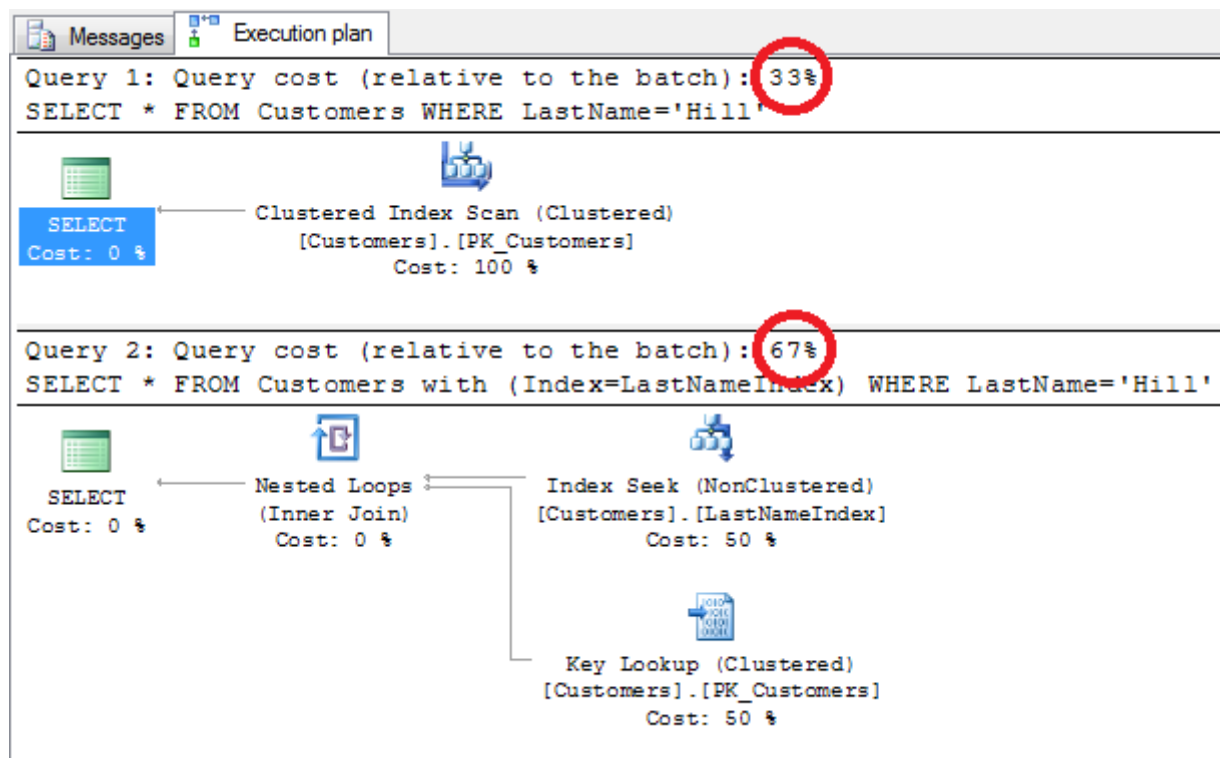 Messages Execution plan
Query 1: Query cost (relative to the batch): 33%
SELECT * FROM Customers WHERE LastName='Hill'
SELECT
Cost: 0 %
Clustered Index Scan (Clustered)
[Customers].[PK_Customers]
Cost: 100 %
Query 2: Query cost (relative to the batch): 67%
SELECT * FROM Customers with (Index=LastNameIndex) WHERE LastName='Hill'
SELECT
Cost: 0 %
Nested Loops
(Inner Join)
Cost: 0 %
Index Seek (NonClustered)
[Customers].[LastNameIndex]
Cost: 50 %
Key Lookup (Clustered)
[Customers].[PK_Customers]
Cost: 50 %